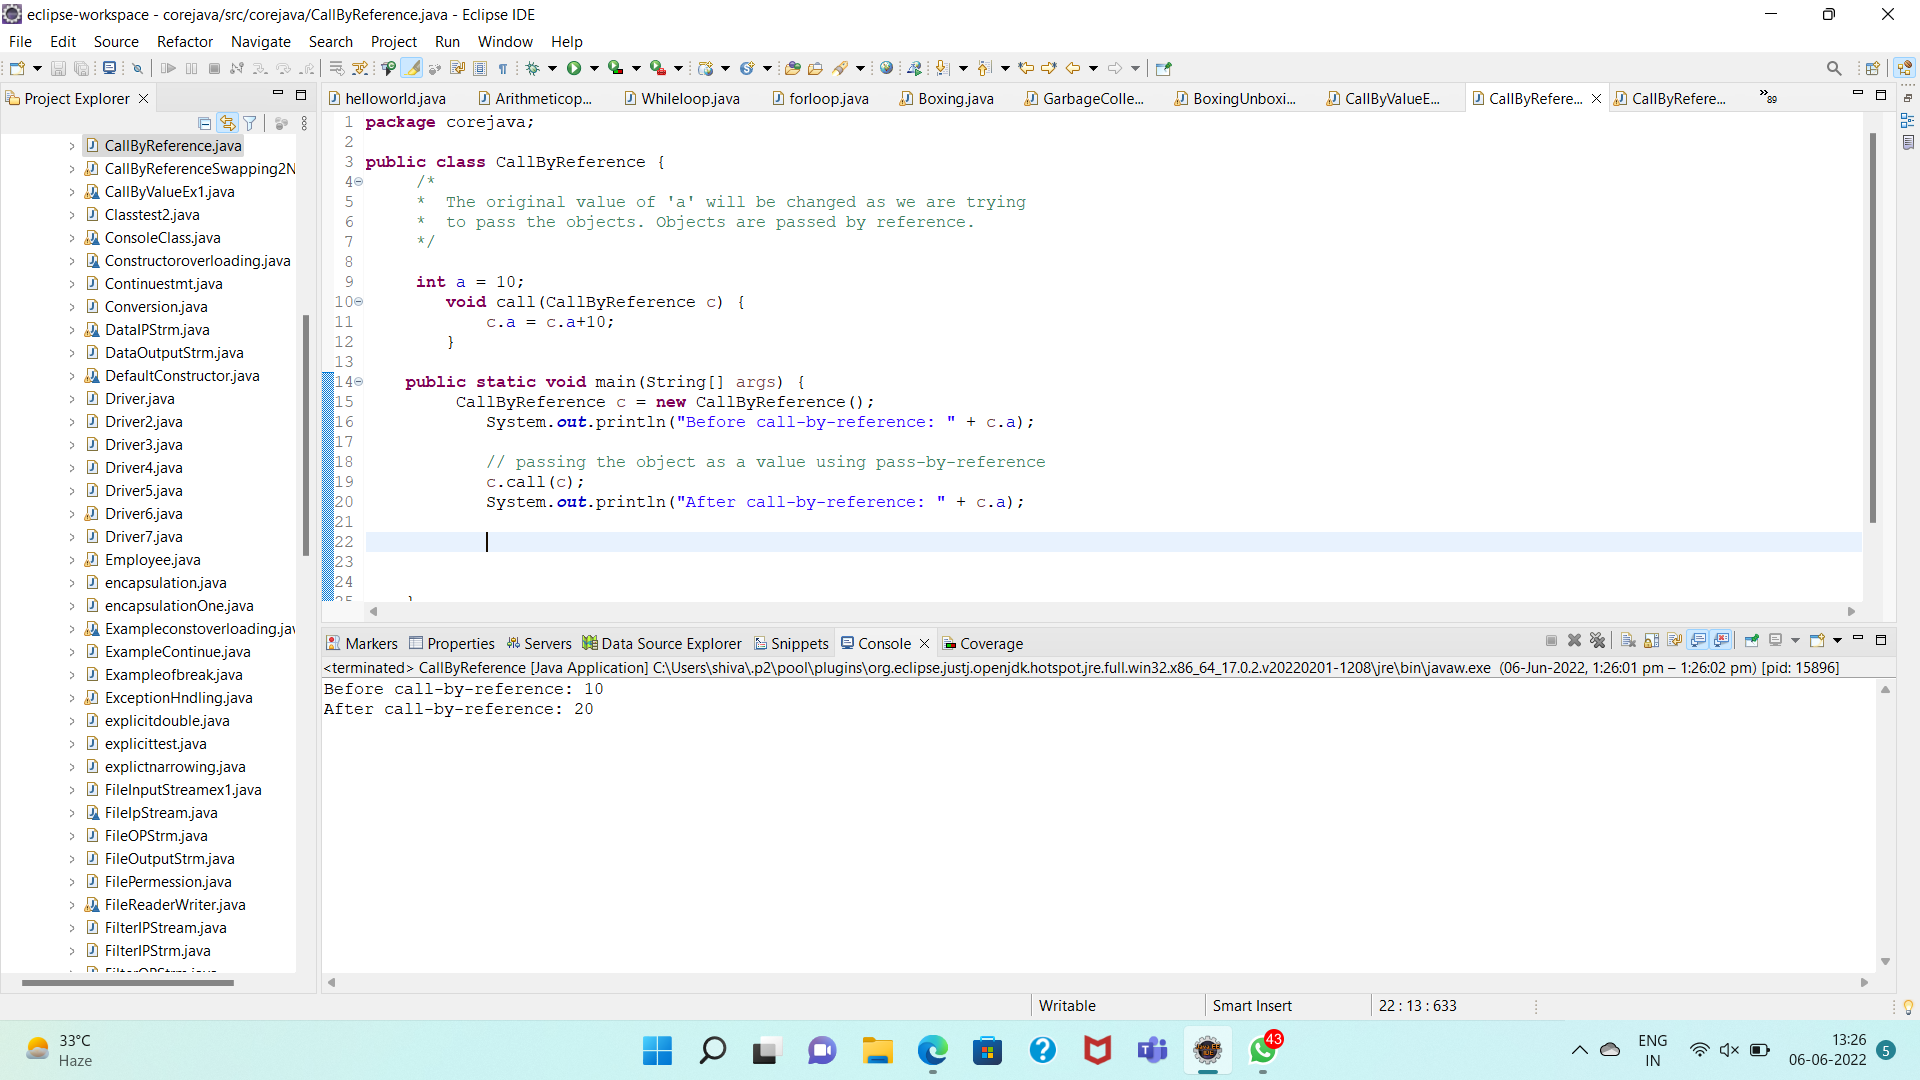 eclipse-workspace - corejava/src/corejava/CallByReference.java - Eclipse IDE
File Edit Source Refactor Navigate Search Project Run Window Help
Project Explorer
helloworld.java Arithmeticop... Whileloop.java forloop.java Boxing.java GarbageColle... BoxingUnboxi... CallByValueE... CallByRefere... CallByRefere... »89
CallByReference.java
CallByReferenceSwapping2N
CallByValueEx1.java
Classtest2.java
ConsoleClass.java
Constructoroverloading.java
Continuestmt.java
Conversion.java
DataIPStrm.java
DataOutputStrm.java
DefaultConstructor.java
Driver.java
Driver2.java
Driver3.java
Driver4.java
Driver5.java
Driver6.java
Driver7.java
Employee.java
encapsulation.java
encapsulationOne.java
Exampleconstoverloading.jav
ExampleContinue.java
Exampleofbreak.java
ExceptionHndling.java
explicitdouble.java
explicittest.java
explictnarrowing.java
FileInputStreamex1.java
FileIpStream.java
FileOPStrm.java
FileOutputStrm.java
FilePermession.java
FileReaderWriter.java
FilterIPStream.java
FilterIPStrm.java
1 package corejava;
2
3 public class CallByReference {
4 /*
5 * The original value of 'a' will be changed as we are trying
6 * to pass the objects. Objects are passed by reference.
7 */
8
9 int a = 10;
10 void call(CallByReference c) {
11 c.a = c.a+10;
12 }
13
14 public static void main(String[] args) {
15 CallByReference c = new CallByReference();
16 System.out.println("Before call-by-reference: " + c.a);
17
18 // passing the object as a value using pass-by-reference
19 c.call(c);
20 System.out.println("After call-by-reference: " + c.a);
21
22
23
24
25 }
Markers Properties Servers Data Source Explorer Snippets Console Coverage
<terminated> CallByReference [Java Application] C:\Users\shiva\.p2\pool\plugins\org.eclipse.justj.openjdk.hotspot.jre.full.win32.x86_64_17.0.2.v20220201-1208\jre\bin\javaw.exe (06-Jun-2022, 1:26:01 pm – 1:26:02 pm) [pid: 15896]
Before call-by-reference: 10
After call-by-reference: 20
Writable Smart Insert 22 : 13 : 633
33°C
Haze
43
ENG
IN
13:26
06-06-2022
5